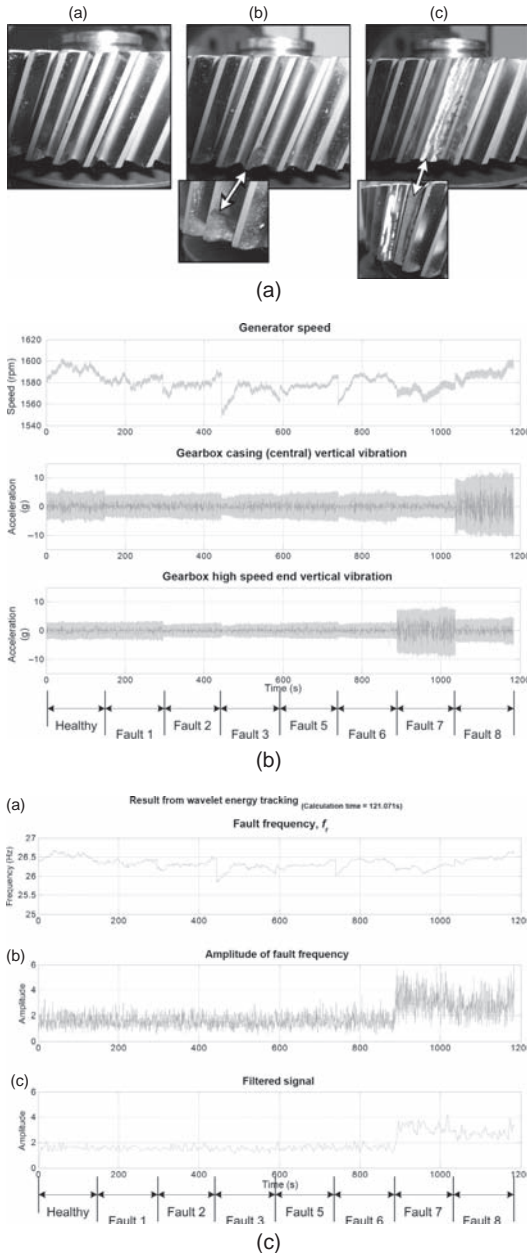 (a) (b) (c)
(a)
Generator speed
Speed (rpm)
1620
1600
1580
1560
1540
0 200 400 600 800 1000 1200
Gearbox casing (central) vertical vibration
Acceleration (g)
10
0
–10
0 200 400 600 800 1000 1200
Gearbox high speed end vertical vibration
Acceleration (g)
10
0
–10
0 200 400 600 800 1000 1200
Time (s)
Healthy Fault 1 Fault 2 Fault 3 Fault 5 Fault 6 Fault 7 Fault 8
(b)
(a)
Result from wavelet energy tracking (Calculation time = 121.071s)
Fault frequency, fr
Frequency (Hz)
27
26.5
26
25.5
25
0 200 400 600 800 1000 1200
(b)
Amplitude of fault frequency
Amplitude
6
4
2
0
0 200 400 600 800 1000 1200
(c)
Filtered signal
Amplitude
6
4
2
0
0 200 400 600 800 1000 1200
Time (s)
Healthy Fault 1 Fault 2 Fault 3 Fault 5 Fault 6 Fault 7 Fault 8
(c)